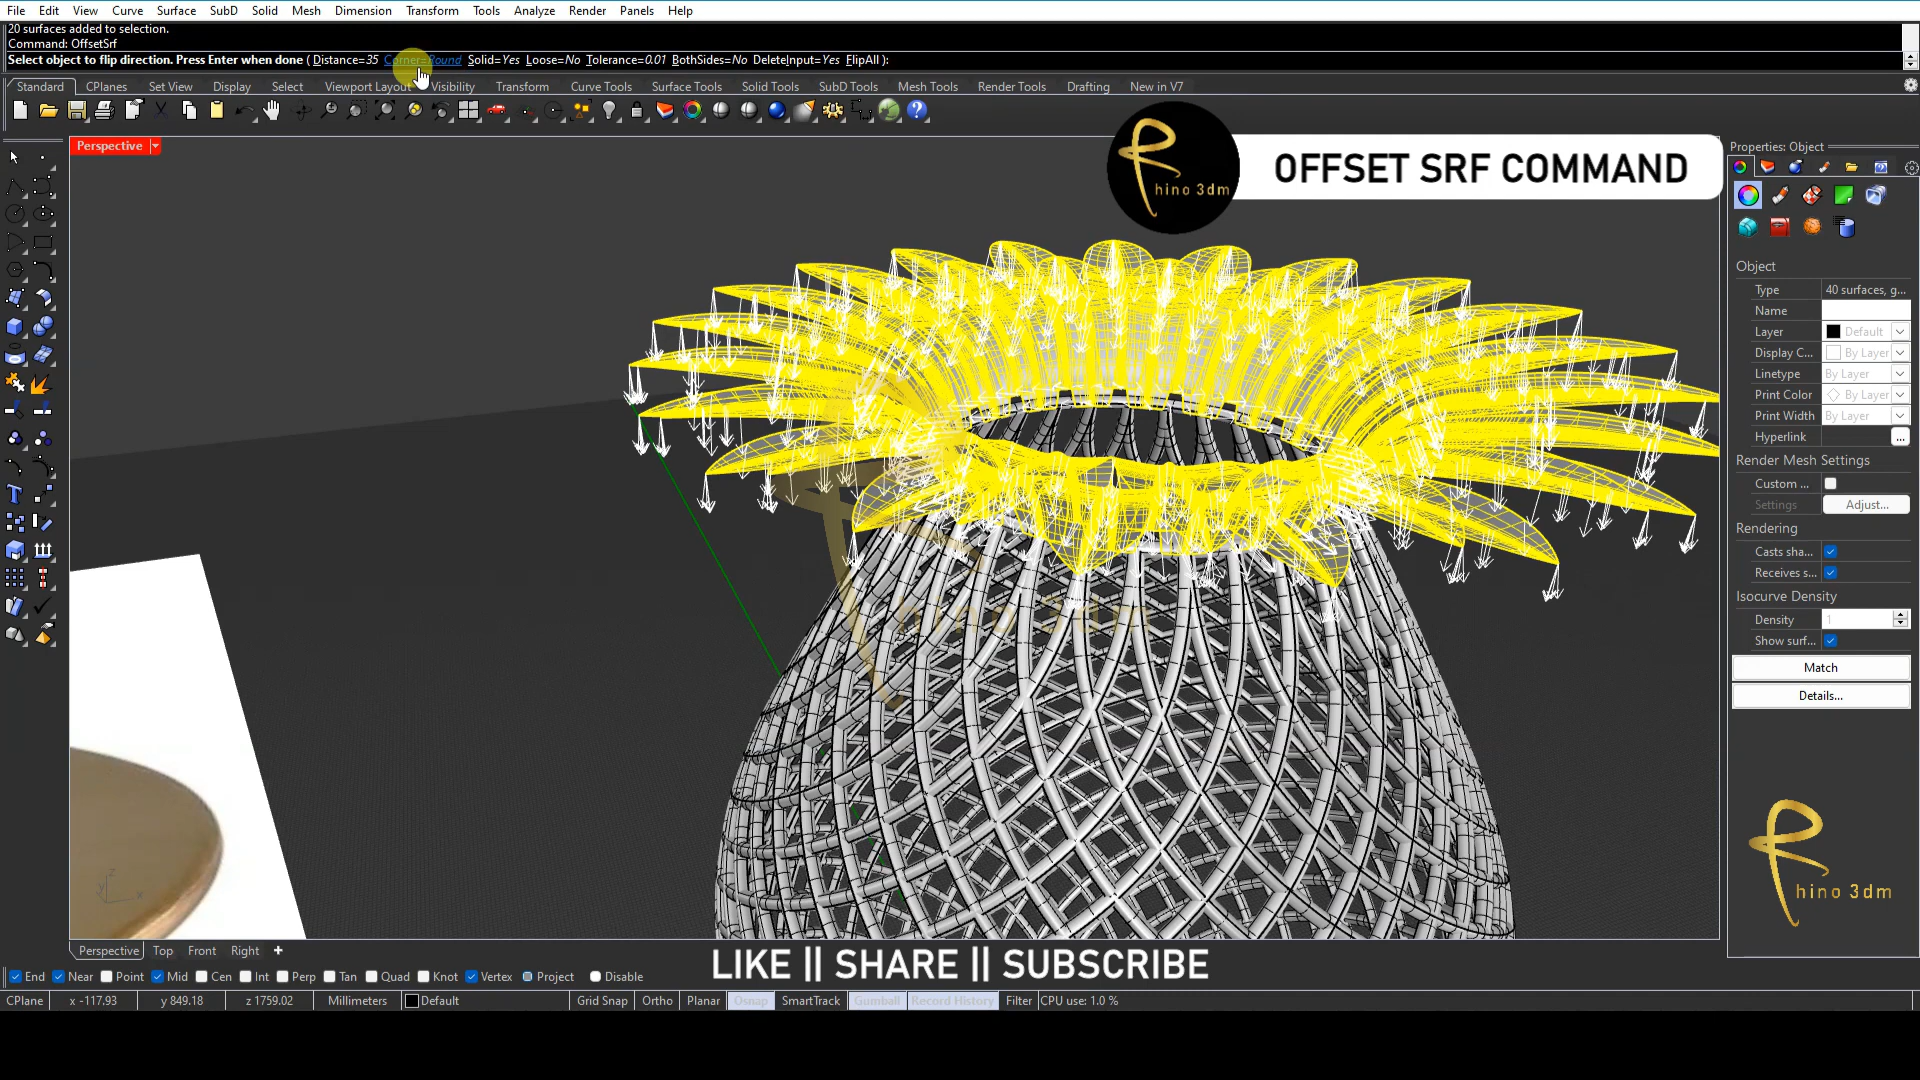 File Edit View Curve Surface SubD Solid Mesh Dimension Transform Tools Analyze Render Panels Help
20 surfaces added to selection.
Command: OffsetSrf
Select object to flip direction. Press Enter when done ( Distance=35 Corner=Round Solid=Yes Loose=No Tolerance=0.01 BothSides=No DeleteInput=Yes FlipAll ):
Standard CPlanes Set View Display Select Viewport Layout Visibility Transform Curve Tools Surface Tools Solid Tools SubD Tools Mesh Tools Render Tools Drafting New in V7
Perspective
hino 3dm
OFFSET SRF COMMAND
Properties: Object
Object
Type 40 surfaces, g...
Name
Layer Default
Display C... By Layer
Linetype By Layer
Print Color By Layer
Print Width By Layer
Hyperlink ...
Render Mesh Settings
Custom ...
Settings Adjust...
Rendering
Casts sha...
Receives s...
Isocurve Density
Density 1
Show surf...
Match
Details...
hino 3dm
hino 3dm
Perspective Top Front Right
LIKE || SHARE || SUBSCRIBE
End Near Point Mid Cen Int Perp Tan Quad Knot Vertex Project Disable
CPlane x -117.93 y 849.18 z 1759.02 Millimeters Default Grid Snap Ortho Planar Osnap SmartTrack Gumball Record History Filter CPU use: 1.0 %